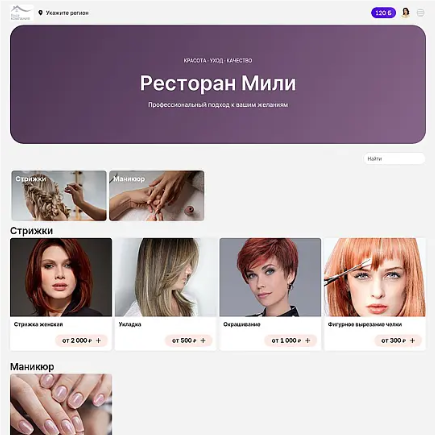 Укажите регион
120 Б
КРАСОТА · УХОД · КАЧЕСТВО
Ресторан Мили
Профессиональный подход к вашим желаниям
Найти
Стрижки
Маникюр
Стрижки
Стрижка женская
Укладка
Окрашивание
Фигурное вырезание челки
от 2 000 ₽ +
от 500 ₽ +
от 1 000 ₽ +
от 300 ₽ +
Маникюр